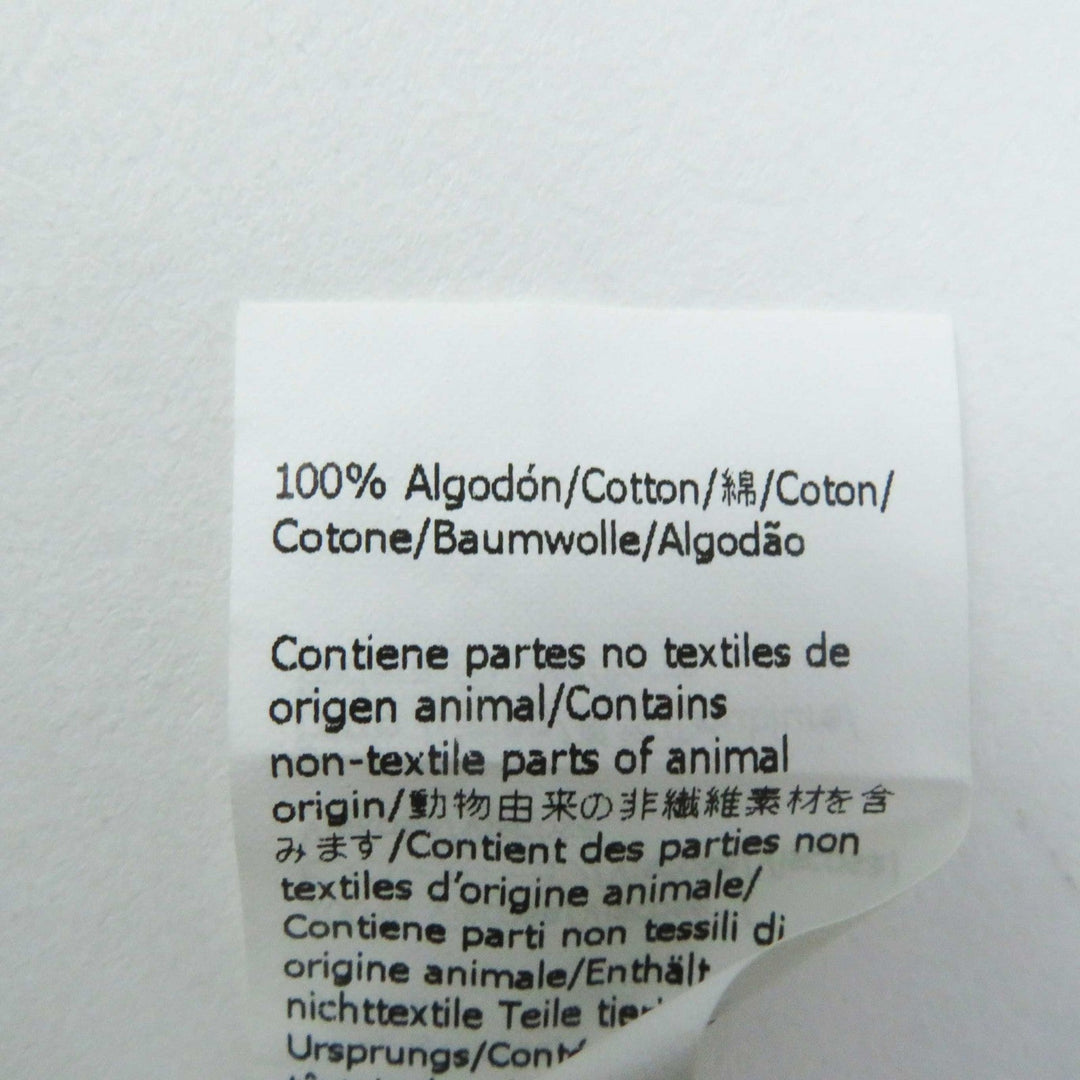 100% Algodón/Cotton/綿/Coton/
Cotone/Baumwolle/Algodão
Contiene partes no textiles de
origen animal/Contains
non-textile parts of animal
origin/動物由来の非繊維素材を含
みます/Contient des parties non
textiles d'origine animale/
Contiene parti non tessili di
origine animale/Enthält
nichttextile Teile
Ursprungs/